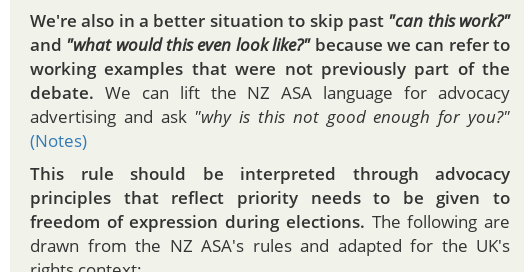 We're also in a better situation to skip past "can this work?"
and "what would this even look like?" because we can refer to
working examples that were not previously part of the
debate. We can lift the NZ ASA language for advocacy
advertising and ask "why is this not good enough for you?"
(Notes)
This rule should be interpreted through advocacy
principles that reflect priority needs to be given to
freedom of expression during elections. The following are
drawn from the NZ ASA's rules and adapted for the UK's
rights context: